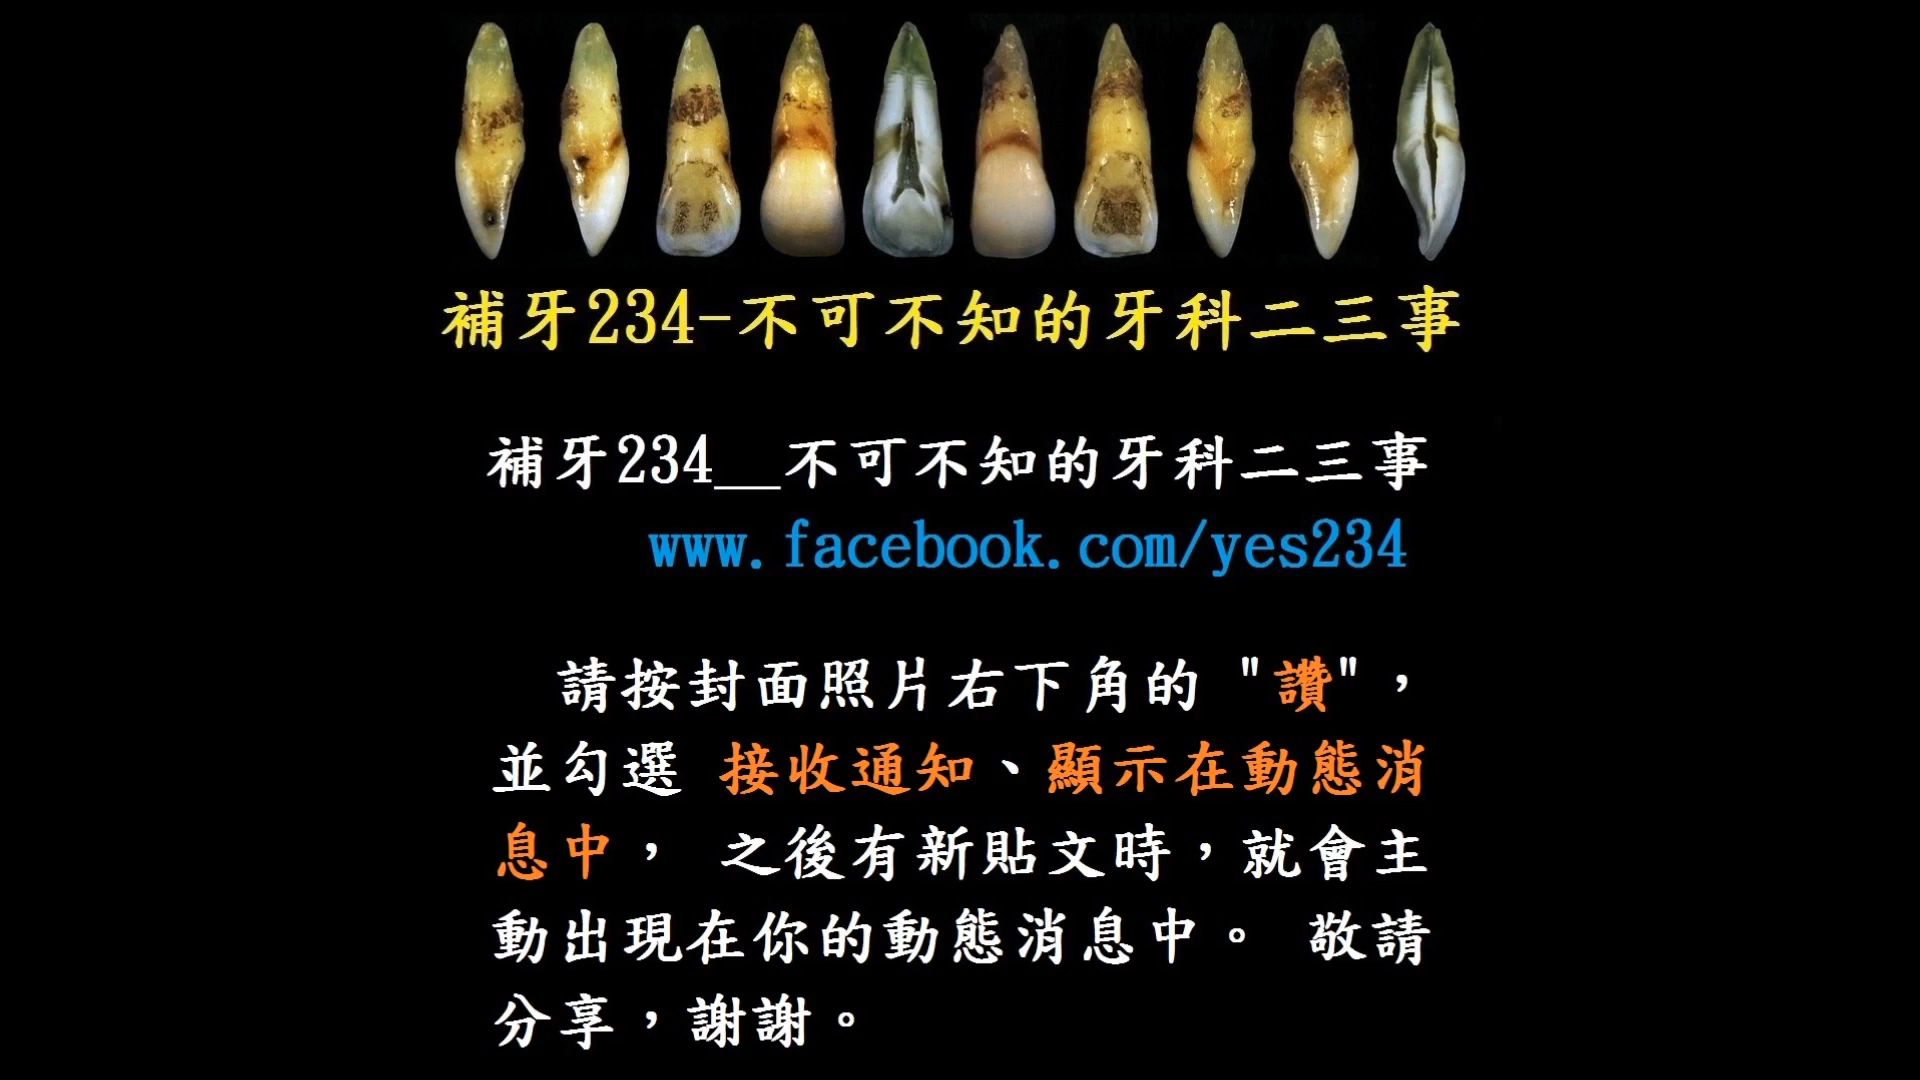 補牙234-不可不知的牙科二三事
補牙234__不可不知的牙科二三事
www.facebook.com/yes234
請按封面照片右下角的 "讚",
並勾選 接收通知、顯示在動態消
息中, 之後有新貼文時,就會主
動出現在你的動態消息中。 敬請
分享,謝謝。